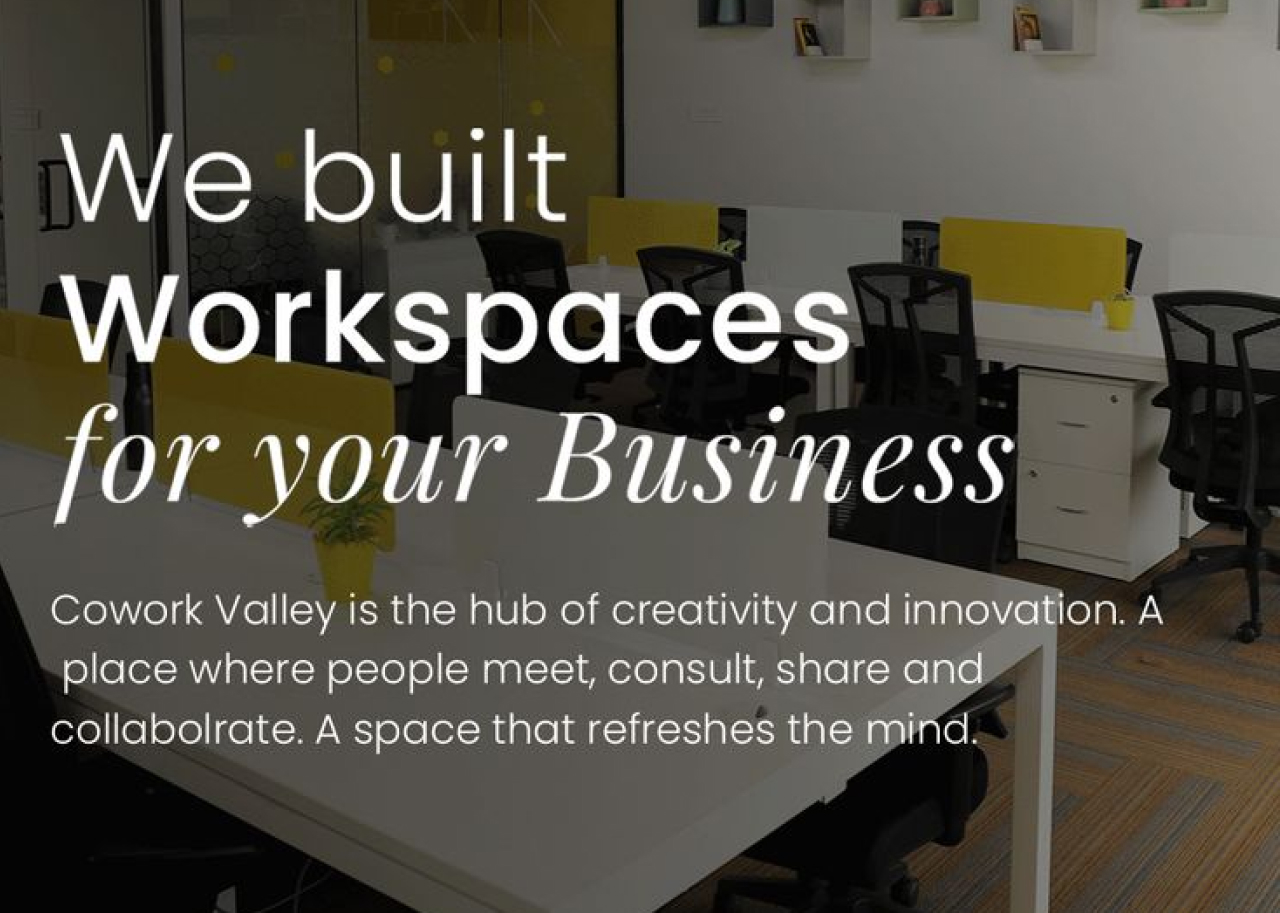 We built
Workspaces
for your Business
Cowork Valley is the hub of creativity and innovation. A
place where people meet, consult, share and
collabolrate. A space that refreshes the mind.